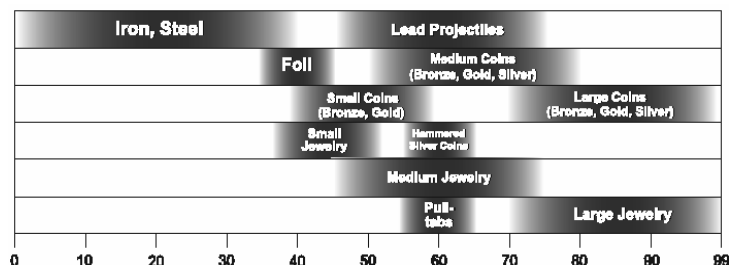 Iron, Steel
Lead Projectiles
Foil
Medium Coins
(Bronze, Gold, Silver)
Small Coins
(Bronze, Gold)
Large Coins
(Bronze, Gold, Silver)
Small
Jewelry
Hammered
Silver Coins
Medium Jewelry
Pull-
tabs
Large Jewelry
0 10 20 30 40 50 60 70 80 90 99